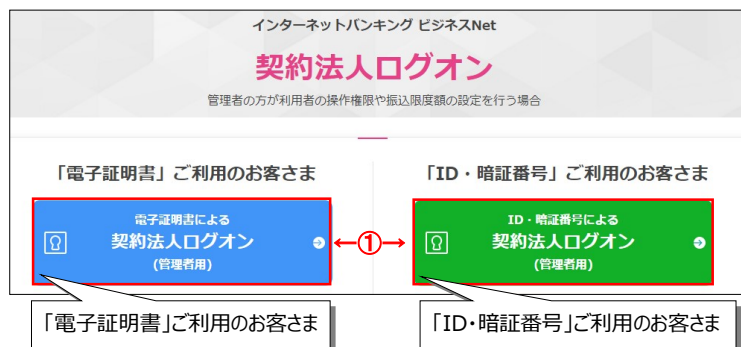 インターネットバンキング ビジネスNet
契約法人ログオン
管理者の方が利用者の操作権限や振込限度額の設定を行う場合
「電子証明書」ご利用のお客さま
電子証明書による
契約法人ログオン
(管理者用)
←①→
「ID・暗証番号」ご利用のお客さま
ID・暗証番号による
契約法人ログオン
(管理者用)
「電子証明書」ご利用のお客さま
「ID・暗証番号」ご利用のお客さま